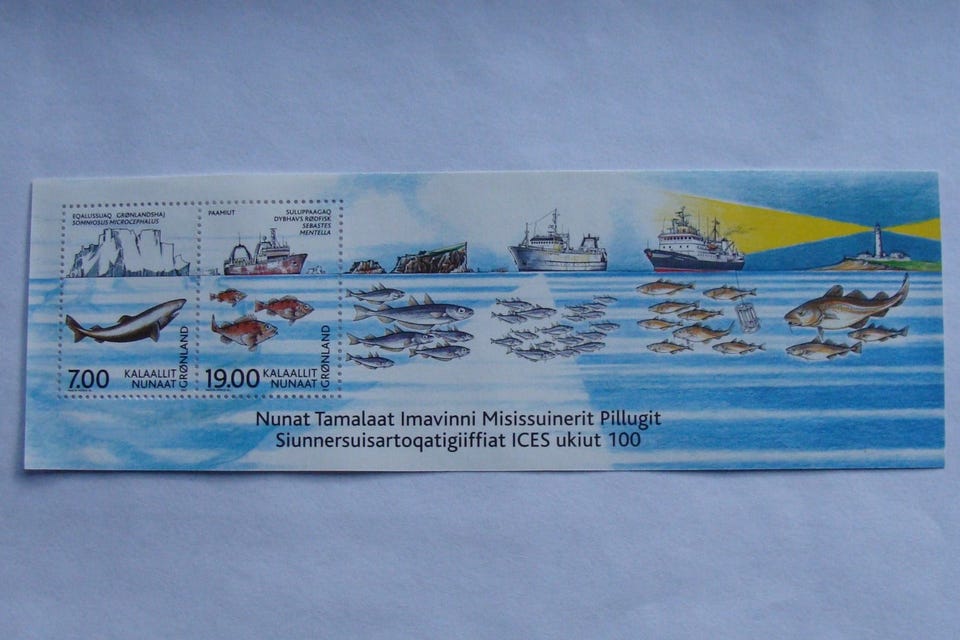 EQALUSSUAQ GRØNLANDSHAJ
SOMNIOSUS MICROCEPHALUS
7.00
KALAALLIT
NUNAAT
GRØNLAND
PAAMIUT
SULUPPAAGAQ
DYBHAVS RØDFISK
SEBASTES
MENTELLA
19.00
KALAALLIT
NUNAAT
GRØNLAND
Nunat Tamalaat Imavinni Misissuinerit Pillugit
Siunnersuisartoqatigiiffiat ICES ukiut 100